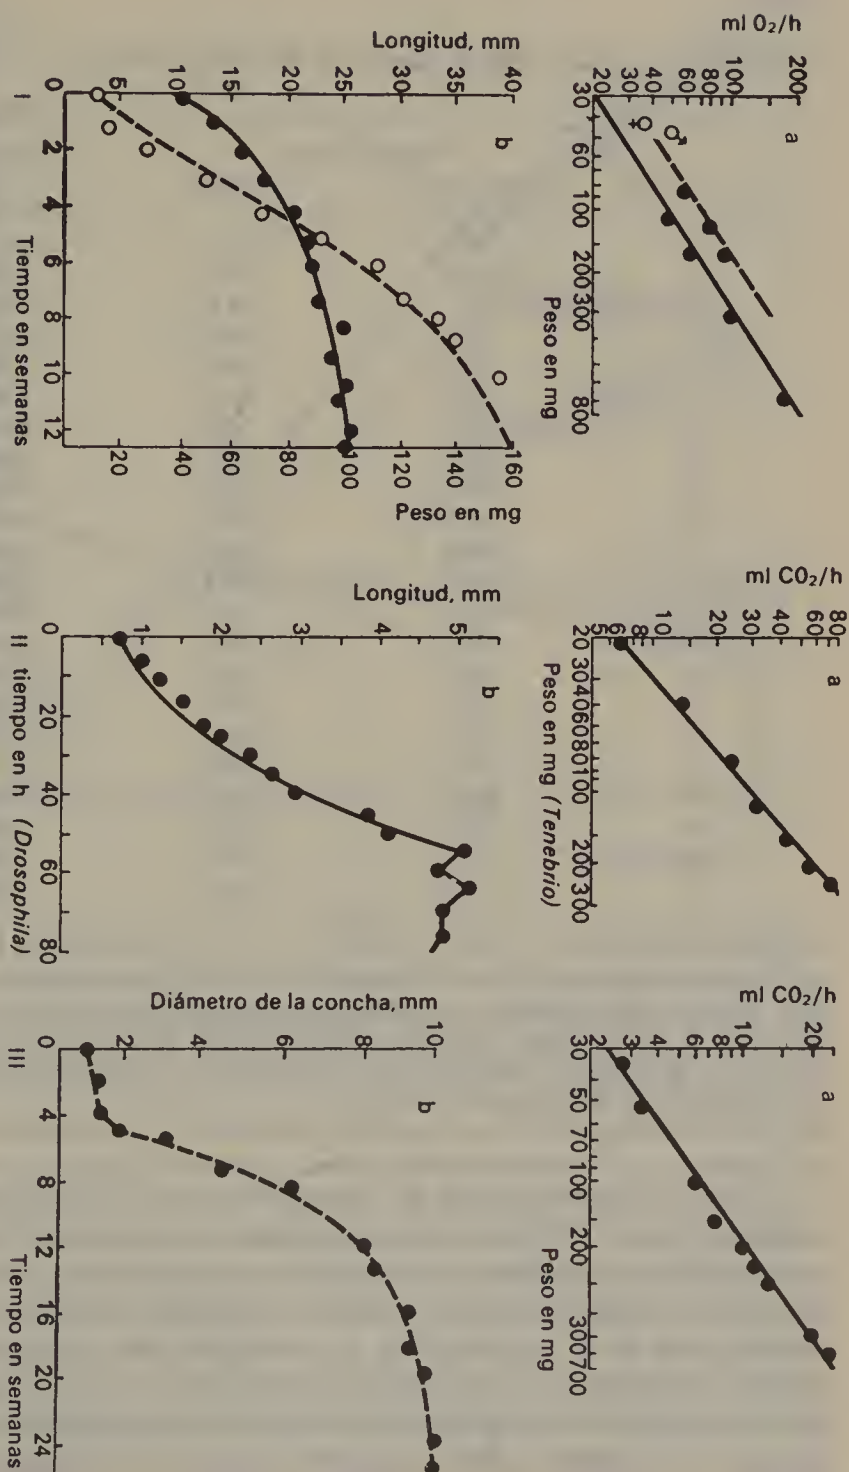 ml O₂/h
20 30 40 60 80 100 200
a
♀ ♂
30 60 100 200 300 800
Peso en mg
Longitud, mm
0 5 10 15 20 25 30 35 40
b
0 2 4 6 8 10 12
I Tiempo en semanas
20 40 60 80 100 120 140 160
Peso en mg
ml CO₂/h
5 6 8 10 20 30 40 60 80
a
20 30 40 60 80 100 200 300
Peso en mg (Tenebrio)
Longitud, mm
1 2 3 4 5
b
0 20 40 60 80
II tiempo en h (Drosophila)
ml CO₂/h
2 3 4 6 10 20
a
30 50 70 100 200 300 700
Peso en mg
Diámetro de la concha, mm
2 4 6 8 10
b
0 4 8 12 16 20 24
III Tiempo en semanas